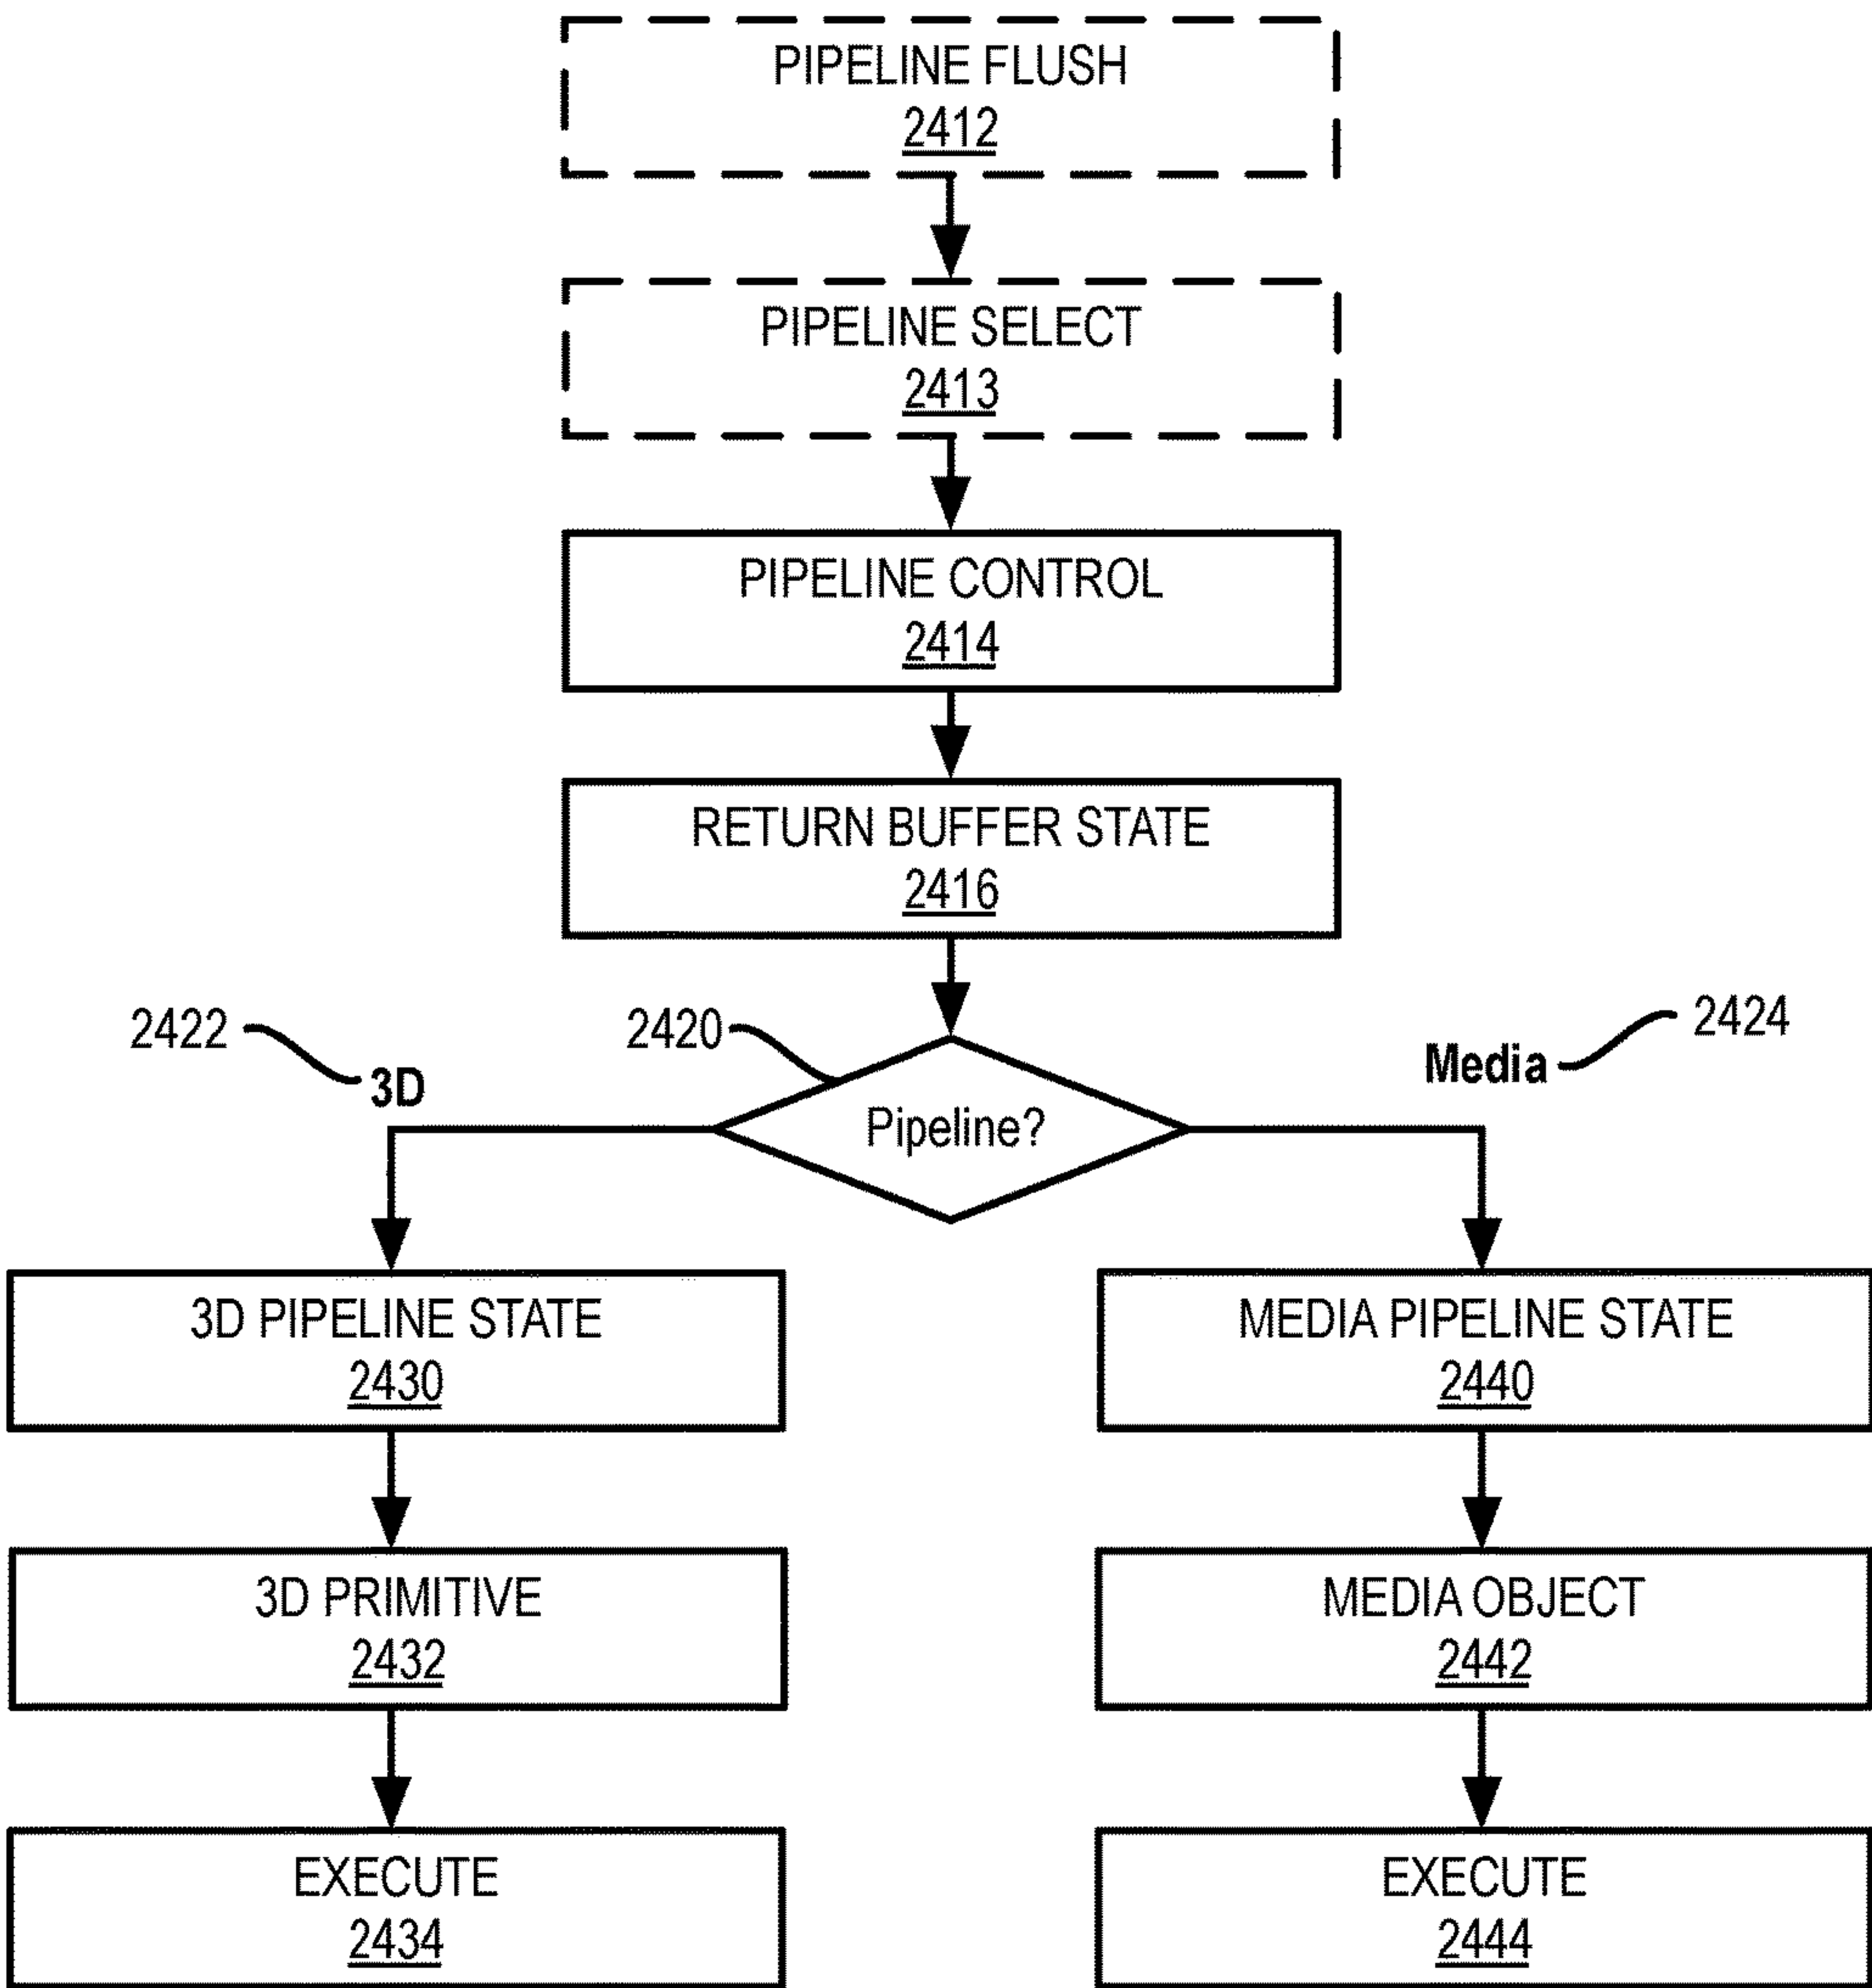 PIPELINE FLUSH
2412
PIPELINE SELECT
2413
PIPELINE CONTROL
2414
RETURN BUFFER STATE
2416
2422
2420
2424
3D
Media
Pipeline?
3D PIPELINE STATE
2430
MEDIA PIPELINE STATE
2440
3D PRIMITIVE
2432
MEDIA OBJECT
2442
EXECUTE
2434
EXECUTE
2444